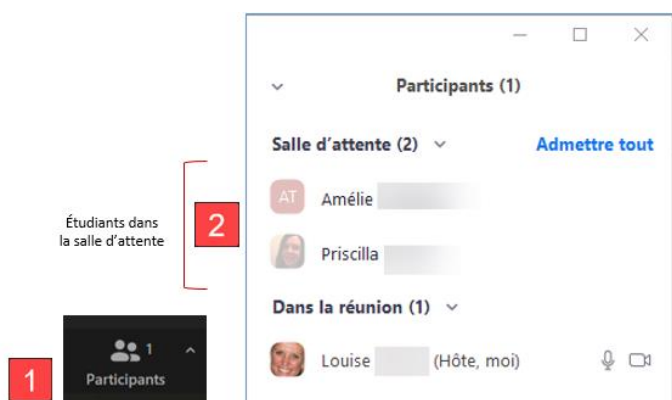 Participants (1)
Salle d'attente (2)
Admettre tout
AT
Amélie
Étudiants dans
la salle d'attente
2
Priscilla
Dans la réunion (1)
1
Participants
1
Louise (Hôte, moi)